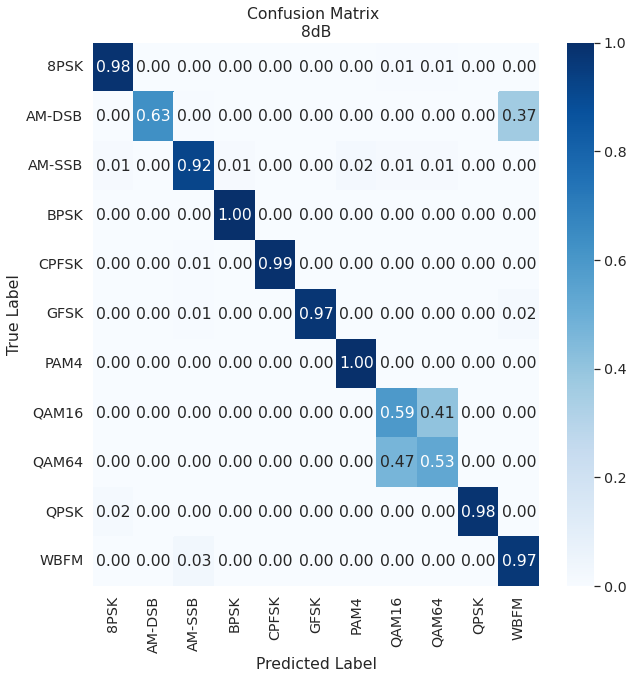 Confusion Matrix
8dB
8PSK 0.98 0.00 0.00 0.00 0.00 0.00 0.00 0.01 0.01 0.00 0.00
AM-DSB 0.00 0.63 0.00 0.00 0.00 0.00 0.00 0.00 0.00 0.00 0.37
AM-SSB 0.01 0.00 0.92 0.01 0.00 0.00 0.02 0.01 0.01 0.00 0.00
BPSK 0.00 0.00 0.00 1.00 0.00 0.00 0.00 0.00 0.00 0.00 0.00
CPFSK 0.00 0.00 0.01 0.00 0.99 0.00 0.00 0.00 0.00 0.00 0.00
GFSK 0.00 0.00 0.01 0.00 0.00 0.97 0.00 0.00 0.00 0.00 0.02
PAM4 0.00 0.00 0.00 0.00 0.00 0.00 1.00 0.00 0.00 0.00 0.00
QAM16 0.00 0.00 0.00 0.00 0.00 0.00 0.00 0.59 0.41 0.00 0.00
QAM64 0.00 0.00 0.00 0.00 0.00 0.00 0.00 0.47 0.53 0.00 0.00
QPSK 0.02 0.00 0.00 0.00 0.00 0.00 0.00 0.00 0.00 0.98 0.00
WBFM 0.00 0.00 0.03 0.00 0.00 0.00 0.00 0.00 0.00 0.00 0.97
8PSK AM-DSB AM-SSB BPSK CPFSK GFSK PAM4 QAM16 QAM64 QPSK WBFM
Predicted Label
True Label
1.0
0.8
0.6
0.4
0.2
0.0